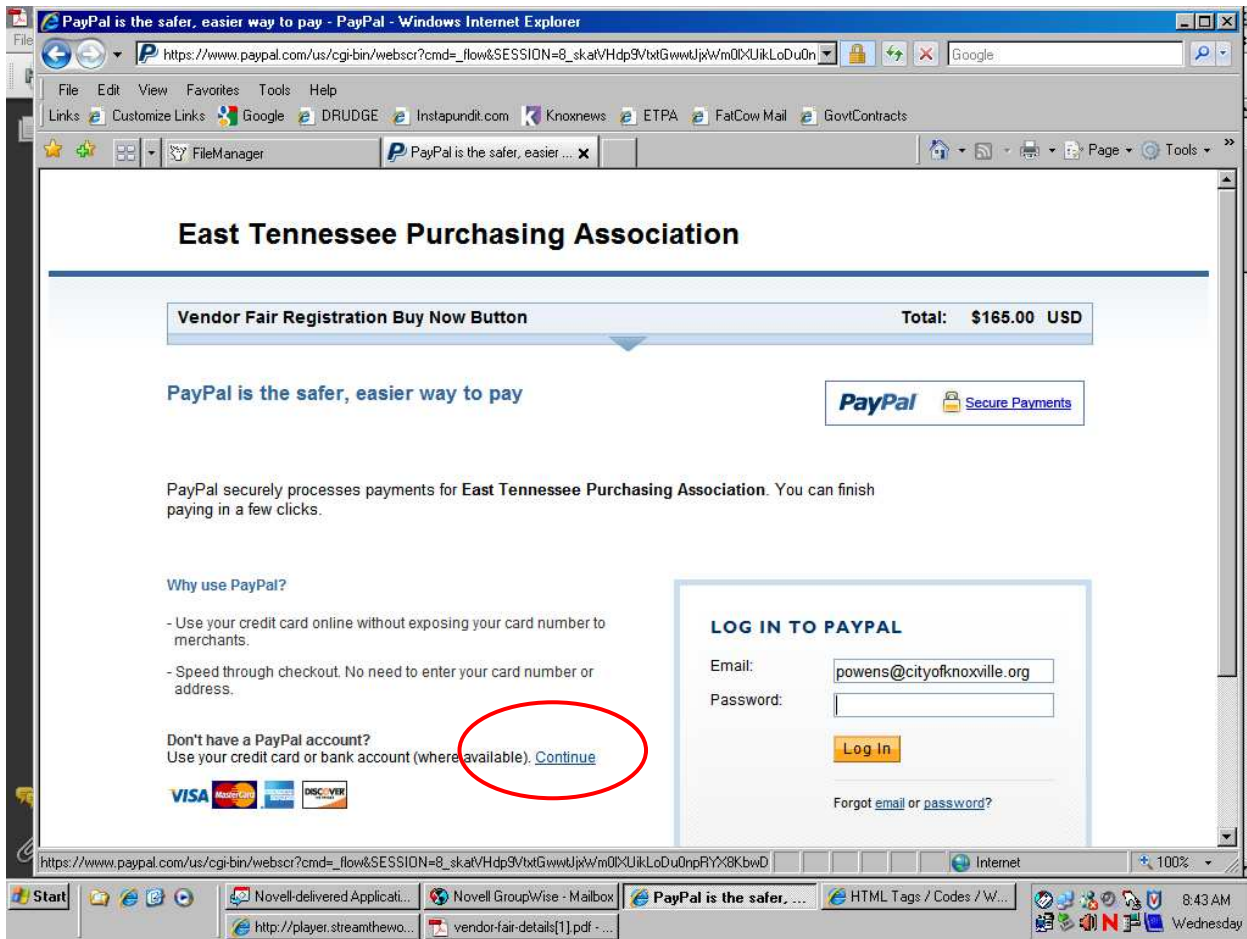 PayPal is the safer, easier way to pay - PayPal - Windows Internet Explorer
File
https://www.paypal.com/us/cgi-bin/webscr?cmd=_flow&SESSION=
Google
File Edit View Favorites Tools Help
Links Customize Links Google DRUDGE Instapundit.com Knoxnews ETPA FatCow Mail GovtContracts
FileManager PayPal is the safer, easier ... Page Tools »
East Tennessee Purchasing Association
Vendor Fair Registration Buy Now Button Total: $165.00 USD
PayPal is the safer, easier way to pay
PayPal Secure Payments
PayPal securely processes payments for East Tennessee Purchasing Association. You can finish
paying in a few clicks.
Why use PayPal?
- Use your credit card online without exposing your card number to
merchants.
- Speed through checkout. No need to enter your card number or
address.
Don't have a PayPal account?
Use your credit card or bank account (where available). Continue
VISA MasterCard DISCOVER
LOG IN TO PAYPAL
Email: powens@cityofknoxville.org
Password:
Log In
Forgot email or password?
https://www.paypal.com/us/cgi-bin/webscr?cmd=_flow&SESSION=
Internet 100%
Start Novell-delivered Applicati... Novell GroupWise - Mailbox PayPal is the safer, ... HTML Tags / Codes / W... 8:43 AM
http://player.streamthewo... vendor-fair-details[1].pdf - ... Wednesday